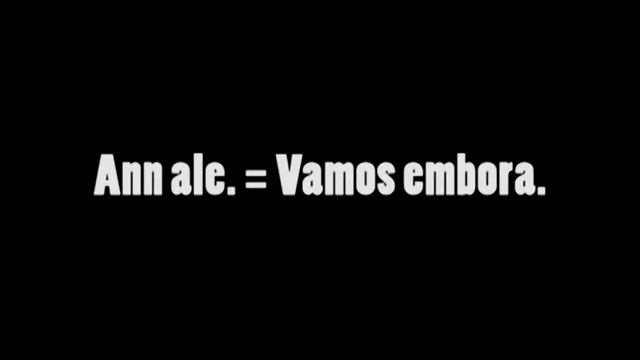 Ann ale. = Vamos embora.